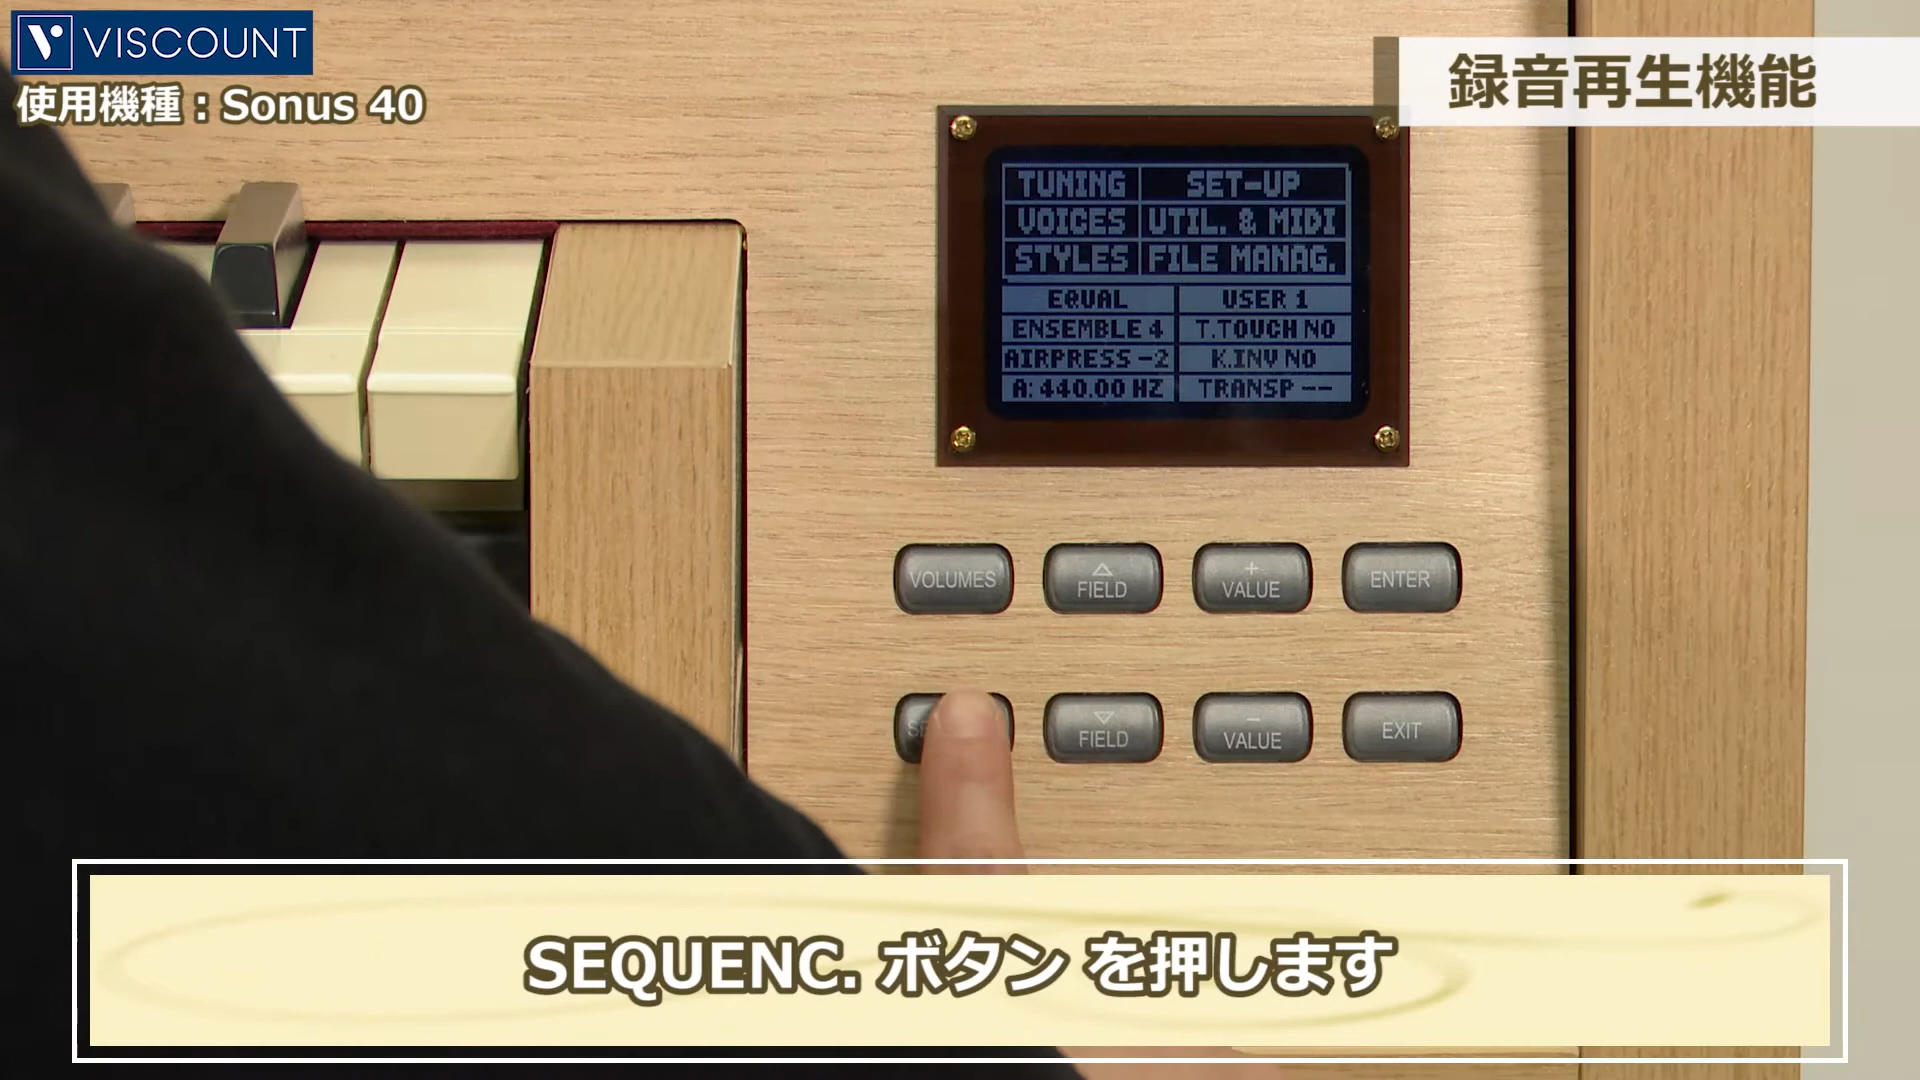 VISCOUNT
使用機種：Sonus 40
録音再生機能
TUNING SET-UP
VOICES UTIL. & MIDI
STYLES FILE MANAG.
EQUAL USER 1
ENSEMBLE 4 T.TOUCH NO
AIRPRESS -2 K.INV NO
A: 440.00 HZ TRANSP --
VOLUMES FIELD + VALUE ENTER
FIELD - VALUE EXIT
SEQUENC. ボタン を押します